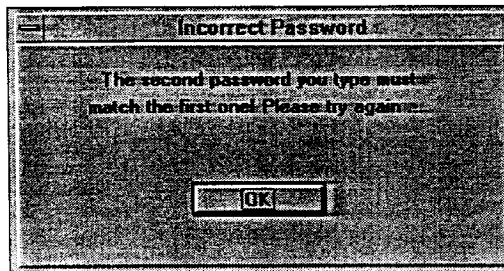 Incorrect Password
The second password you type must
match the first one! Please try again
OK